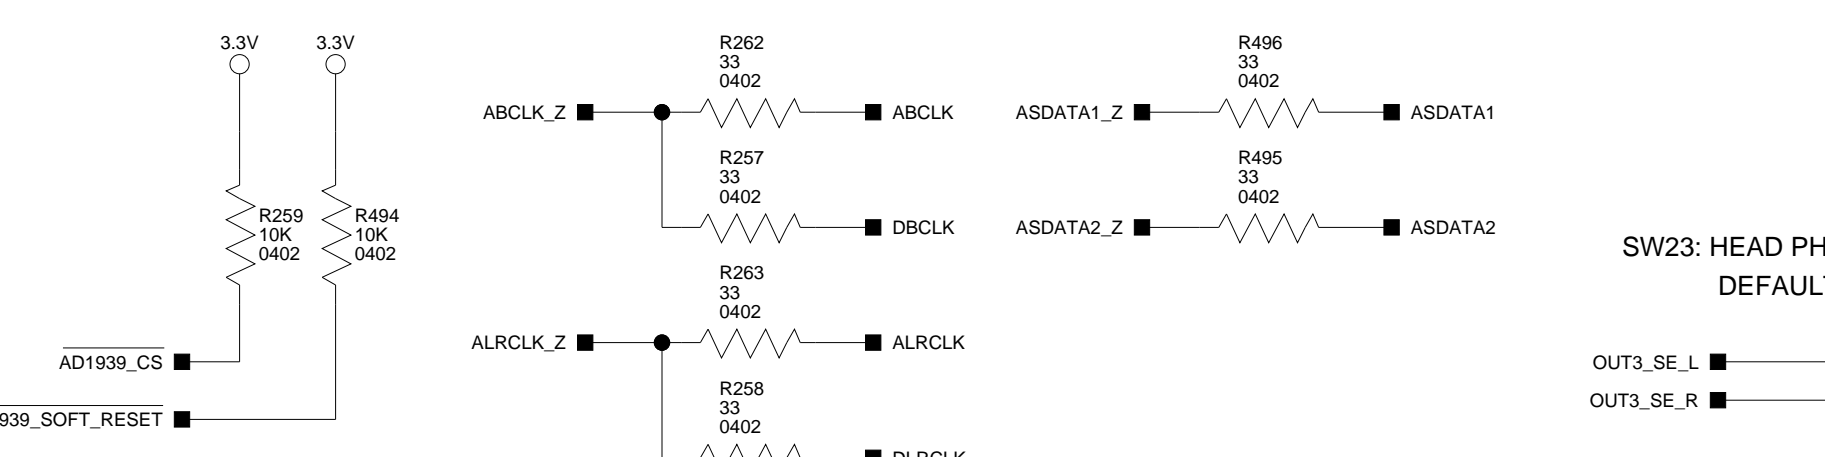 3.3V
3.3V
R259
10K
0402
R494
10K
0402
AD1939_CS
939_SOFT_RESET
R262
33
0402
ABCLK_Z
ABCLK
R257
33
0402
DBCLK
R263
33
0402
ALRCLK_Z
ALRCLK
R258
33
0402
DLRCLK
R496
33
0402
ASDATA1_Z
ASDATA1
R495
33
0402
ASDATA2_Z
ASDATA2
SW23: HEAD PH
DEFAULT
OUT3_SE_L
OUT3_SE_R